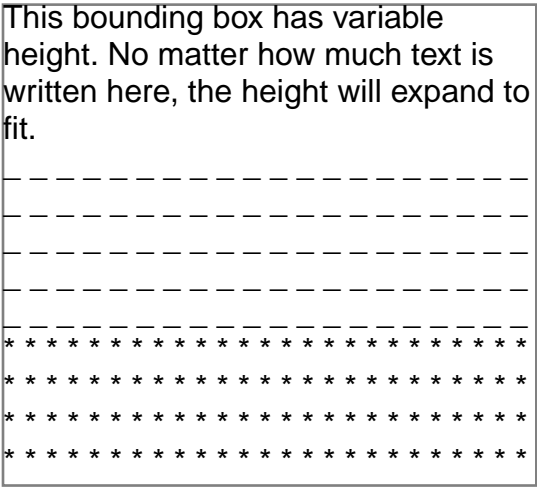 This bounding box has variable
height. No matter how much text is
written here, the height will expand to
fit.
_ _ _ _ _ _ _ _ _ _ _ _ _ _ _ _ _ _ _ _
_ _ _ _ _ _ _ _ _ _ _ _ _ _ _ _ _ _ _ _
_ _ _ _ _ _ _ _ _ _ _ _ _ _ _ _ _ _ _ _
_ _ _ _ _ _ _ _ _ _ _ _ _ _ _ _ _ _ _ _
_ _ _ _ _ _ _ _ _ _ _ _ _ _ _ _ _ _ _ _
* * * * * * * * * * * * * * * * * * * * * * * * *
* * * * * * * * * * * * * * * * * * * * * * * * *
* * * * * * * * * * * * * * * * * * * * * * * * *
* * * * * * * * * * * * * * * * * * * * * * * * *